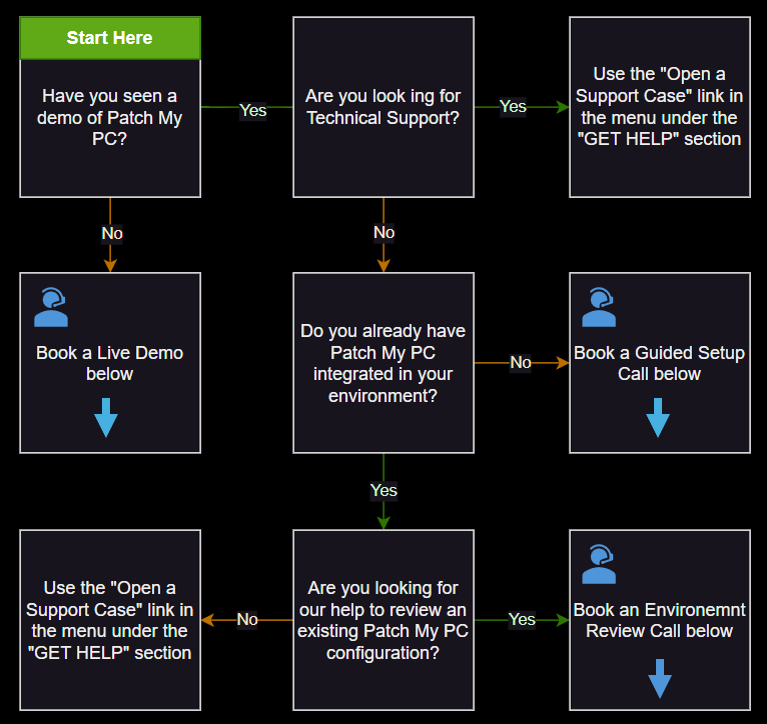 Start Here
Have you seen a
demo of Patch My
PC?
Yes
Are you look ing for
Technical Support?
Yes
Use the "Open a
Support Case" link in
the menu under the
"GET HELP" section
No
No
Book a Live Demo
below
Do you already have
Patch My PC
integrated in your
environment?
No
Book a Guided Setup
Call below
Yes
Use the "Open a
Support Case" link in
the menu under the
"GET HELP" section
No
Are you looking for
our help to review an
existing Patch My PC
configuration?
Yes
Book an Environemnt
Review Call below